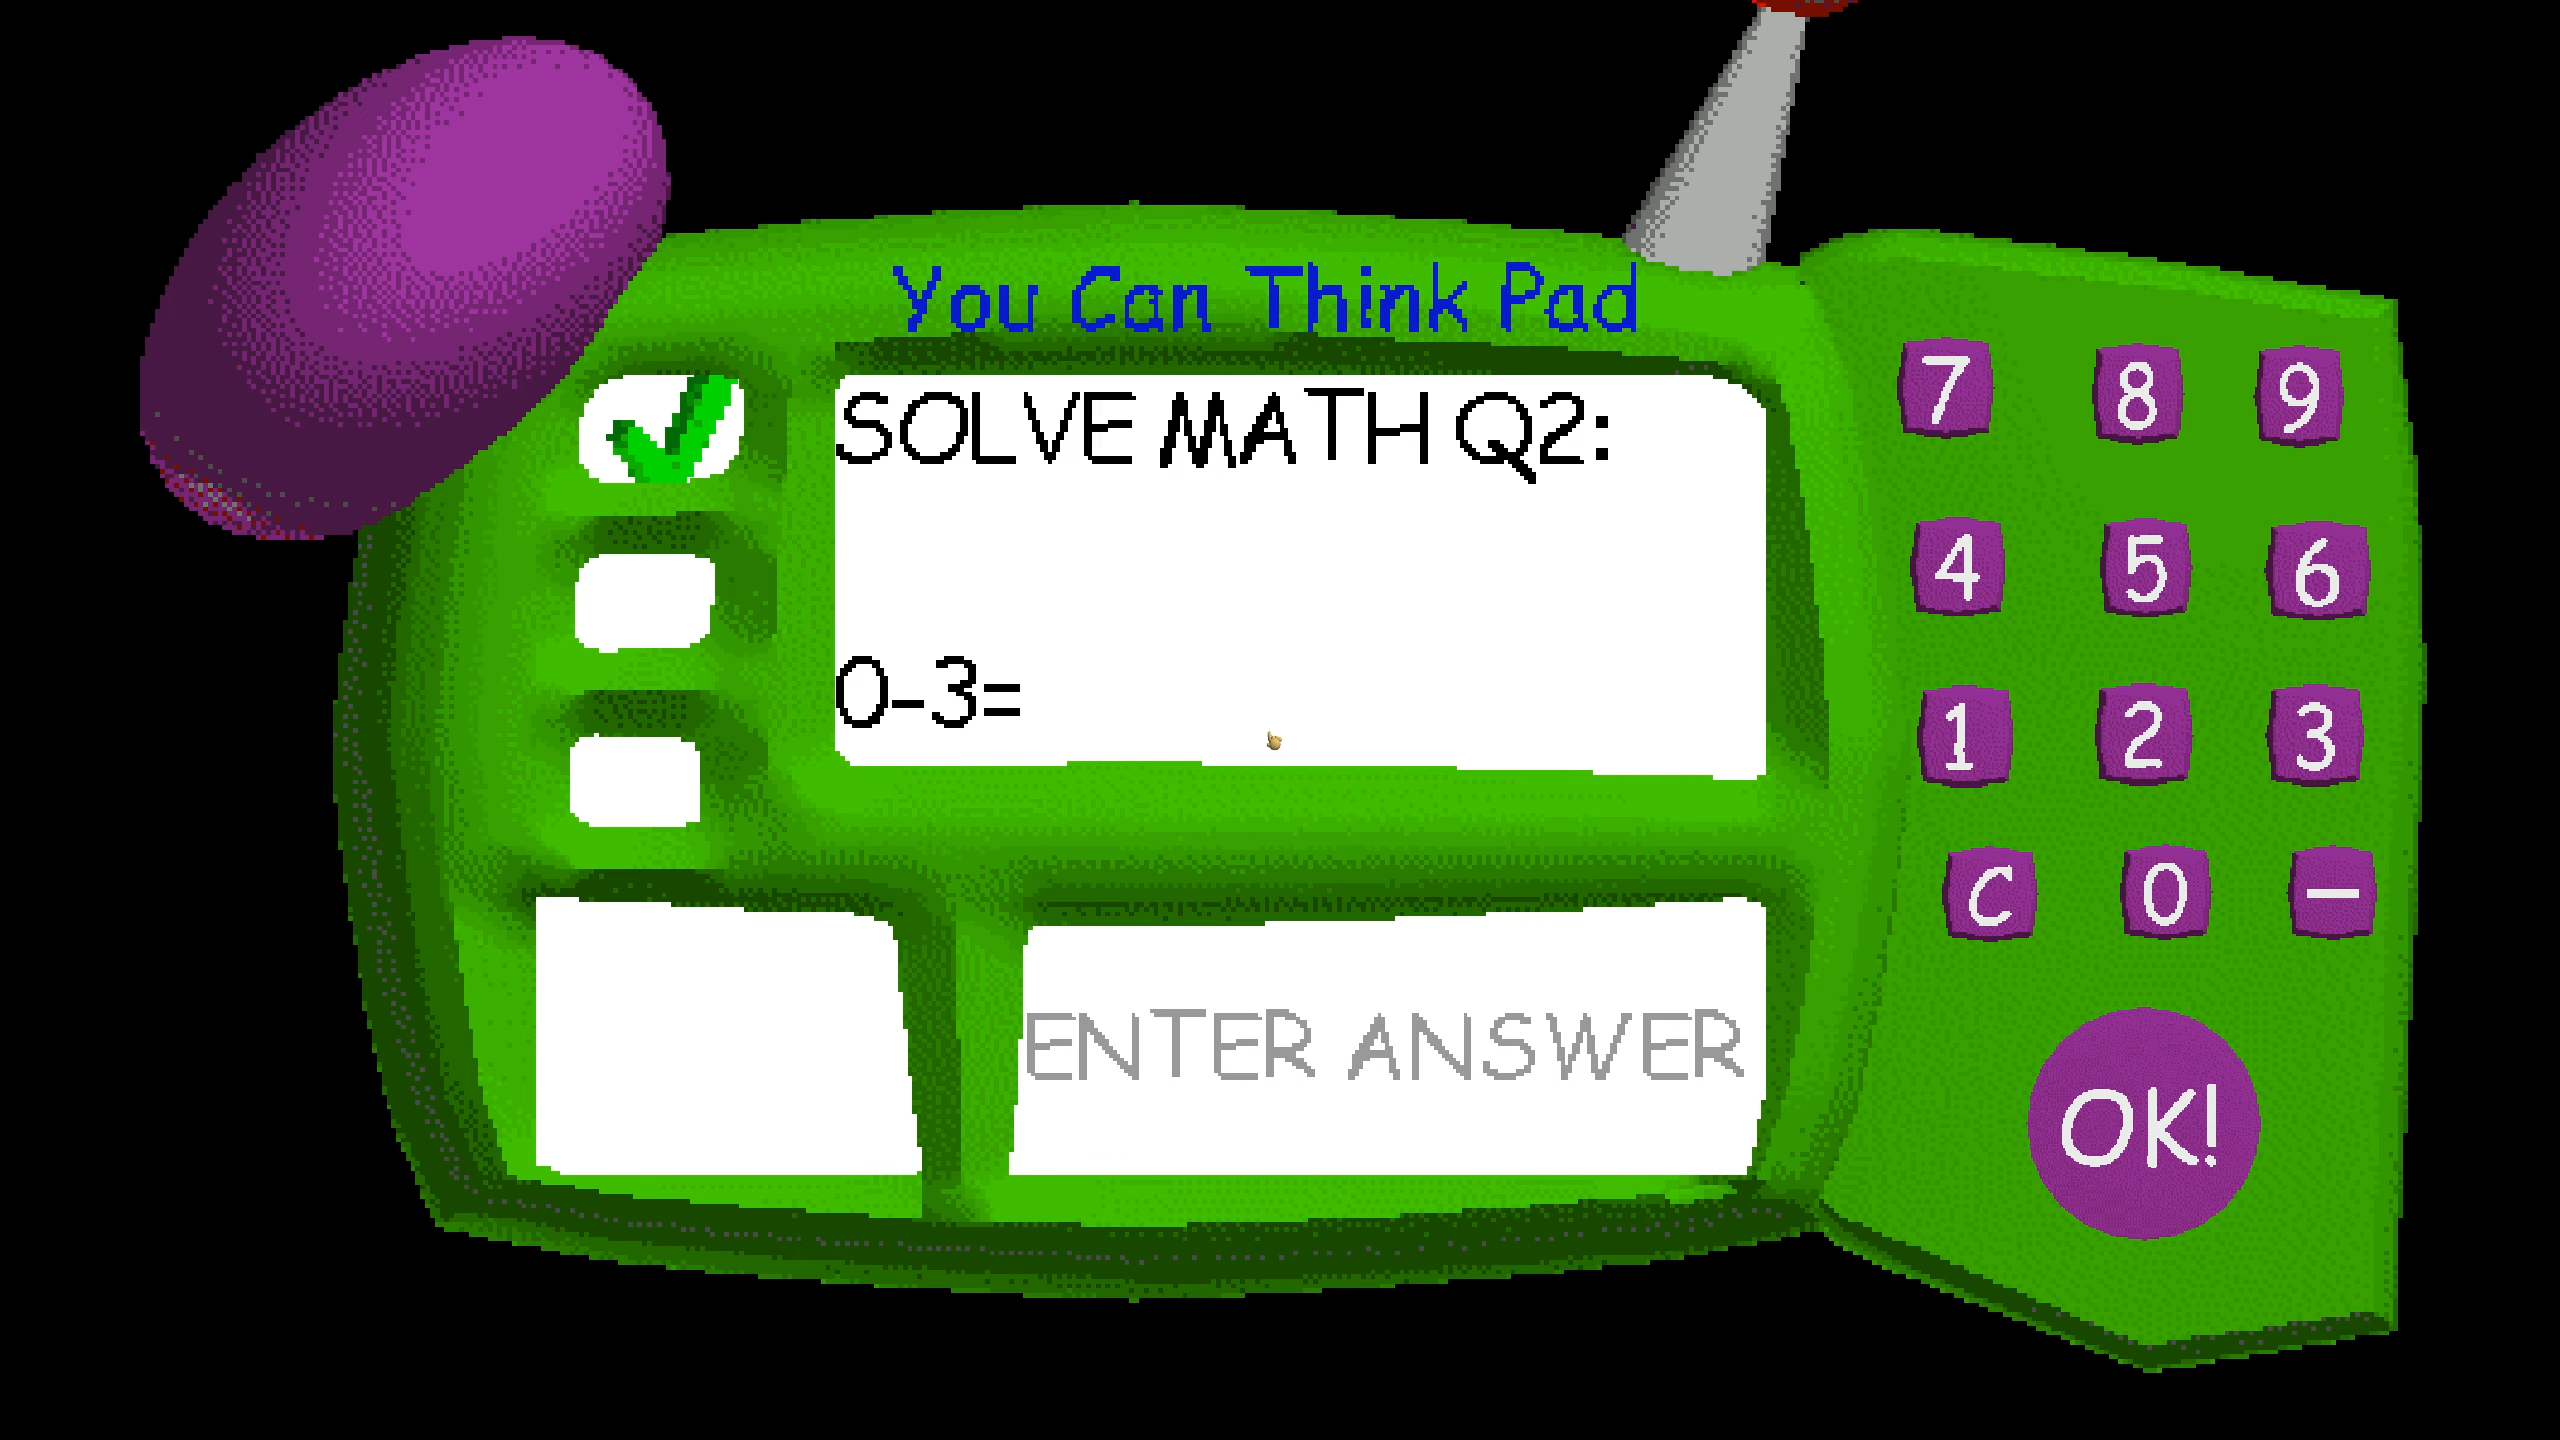 You Can Think Pad
SOLVE MATH Q2:
0-3=
ENTER ANSWER
7 8 9
4 5 6
1 2 3
C 0 -
OK!